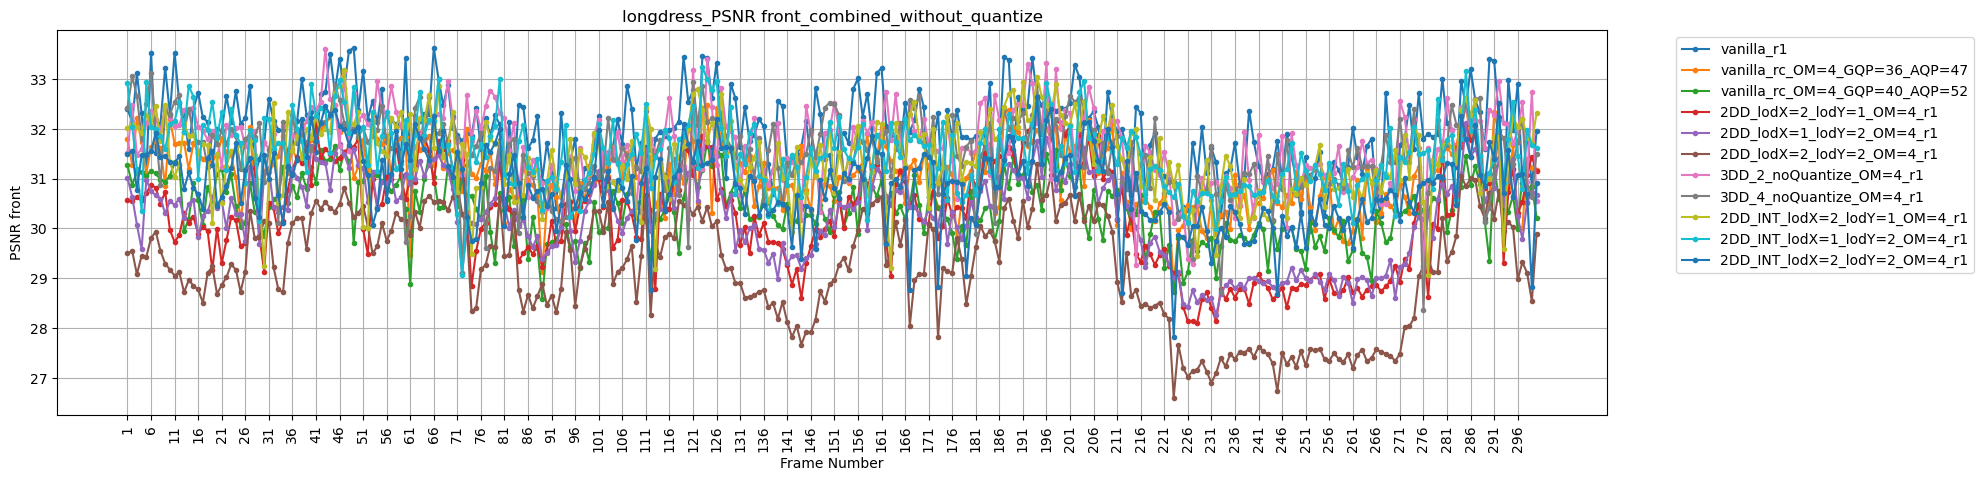 longdress_PSNR front_combined_without_quantize
PSNR front
33
32
31
30
29
28
27
1 6 11 16 21 26 31 36 41 46 51 56 61 66 71 76 81 86 91 96 101 106 111 116 121 126 131 136 141 146 151 156 161 166 171 176 181 186 191 196 201 206 211 216 221 226 231 236 241 246 251 256 261 266 271 276 281 286 291 296
Frame Number
vanilla_r1
vanilla_rc_OM=4_GQP=36_AQP=47
vanilla_rc_OM=4_GQP=40_AQP=52
2DD_lodX=2_lodY=1_OM=4_r1
2DD_lodX=1_lodY=2_OM=4_r1
2DD_lodX=2_lodY=2_OM=4_r1
3DD_2_noQuantize_OM=4_r1
3DD_4_noQuantize_OM=4_r1
2DD_INT_lodX=2_lodY=1_OM=4_r1
2DD_INT_lodX=1_lodY=2_OM=4_r1
2DD_INT_lodX=2_lodY=2_OM=4_r1